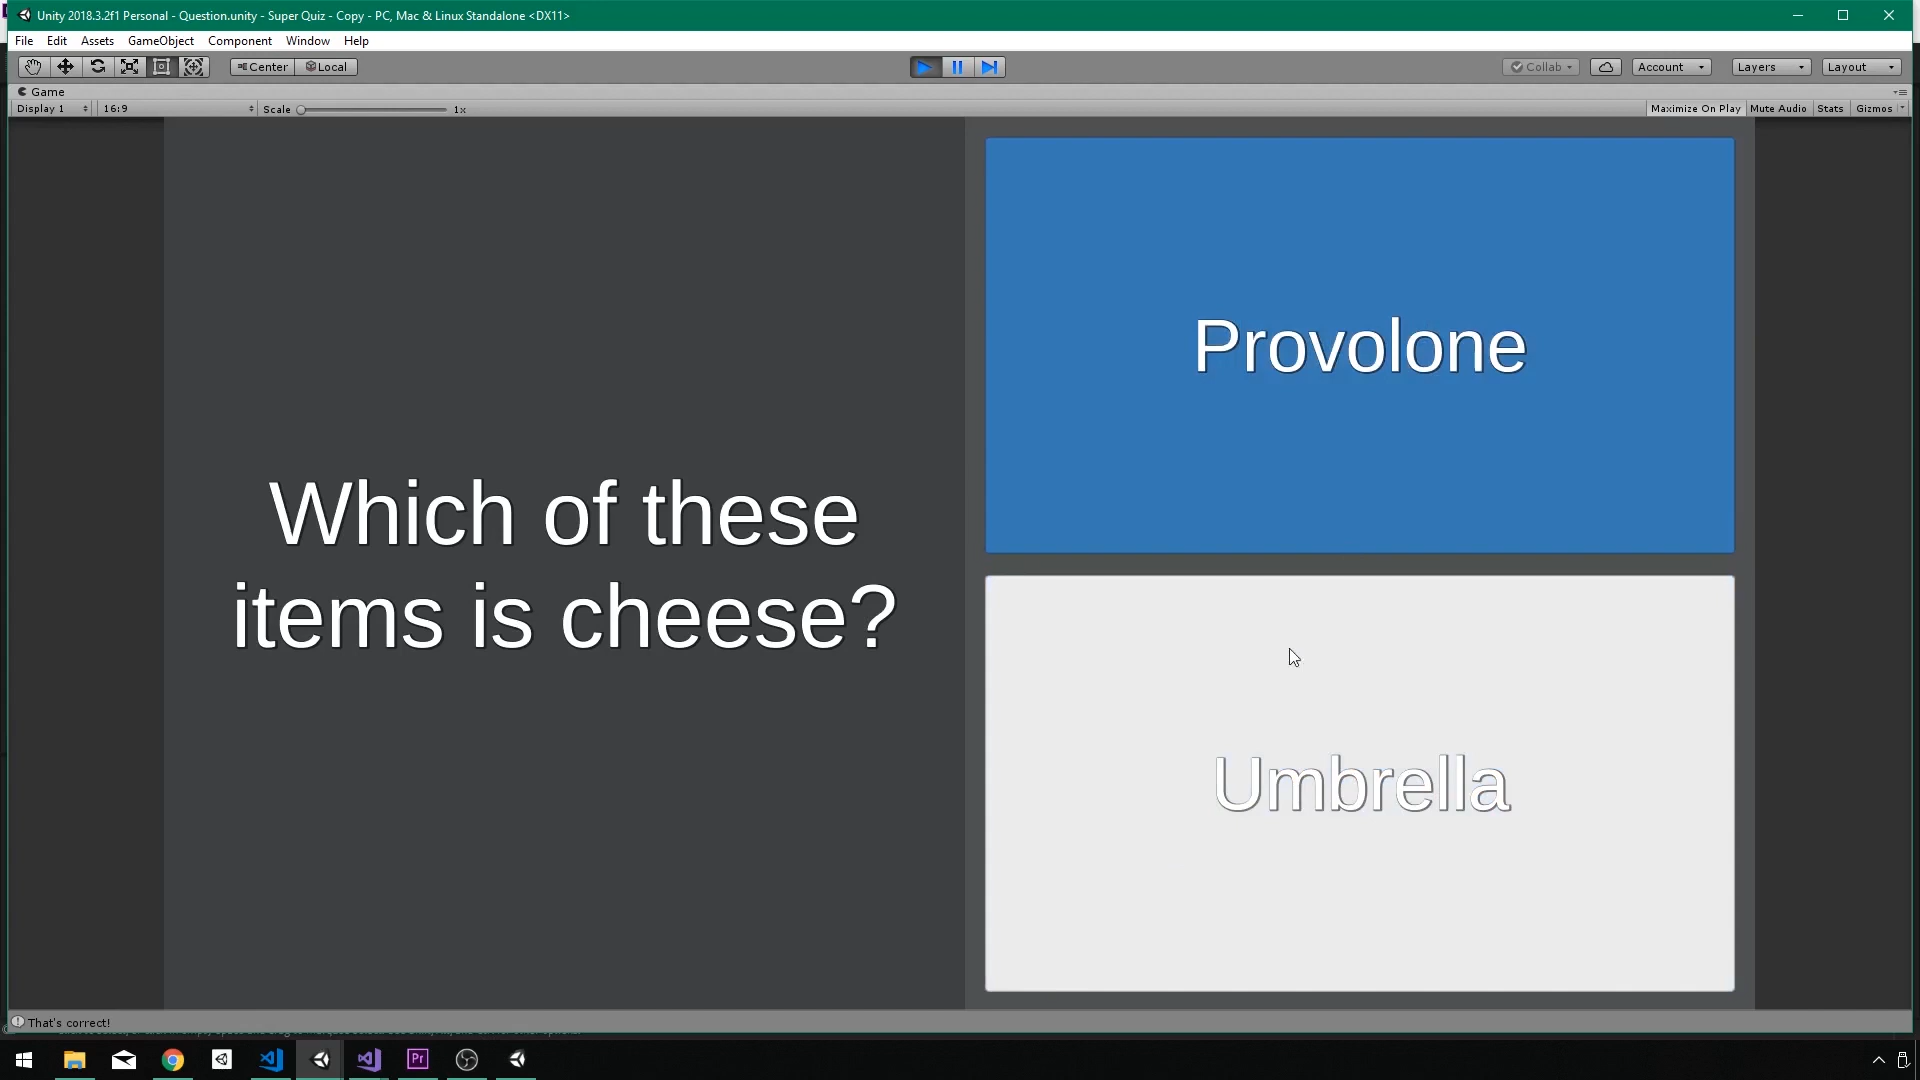 Unity 2018.3.2f1 Personal - Question.unity - Super Quiz - Copy - PC, Mac & Linux Standalone <DX11>
File Edit Assets GameObject Component Window Help
Center Local Collab Account Layers Layout
Game
Display 1 16:9 Scale 1x Maximize On Play Mute Audio Stats Gizmos
Provolone
Which of these
items is cheese?
Umbrella
That's correct!
Pr